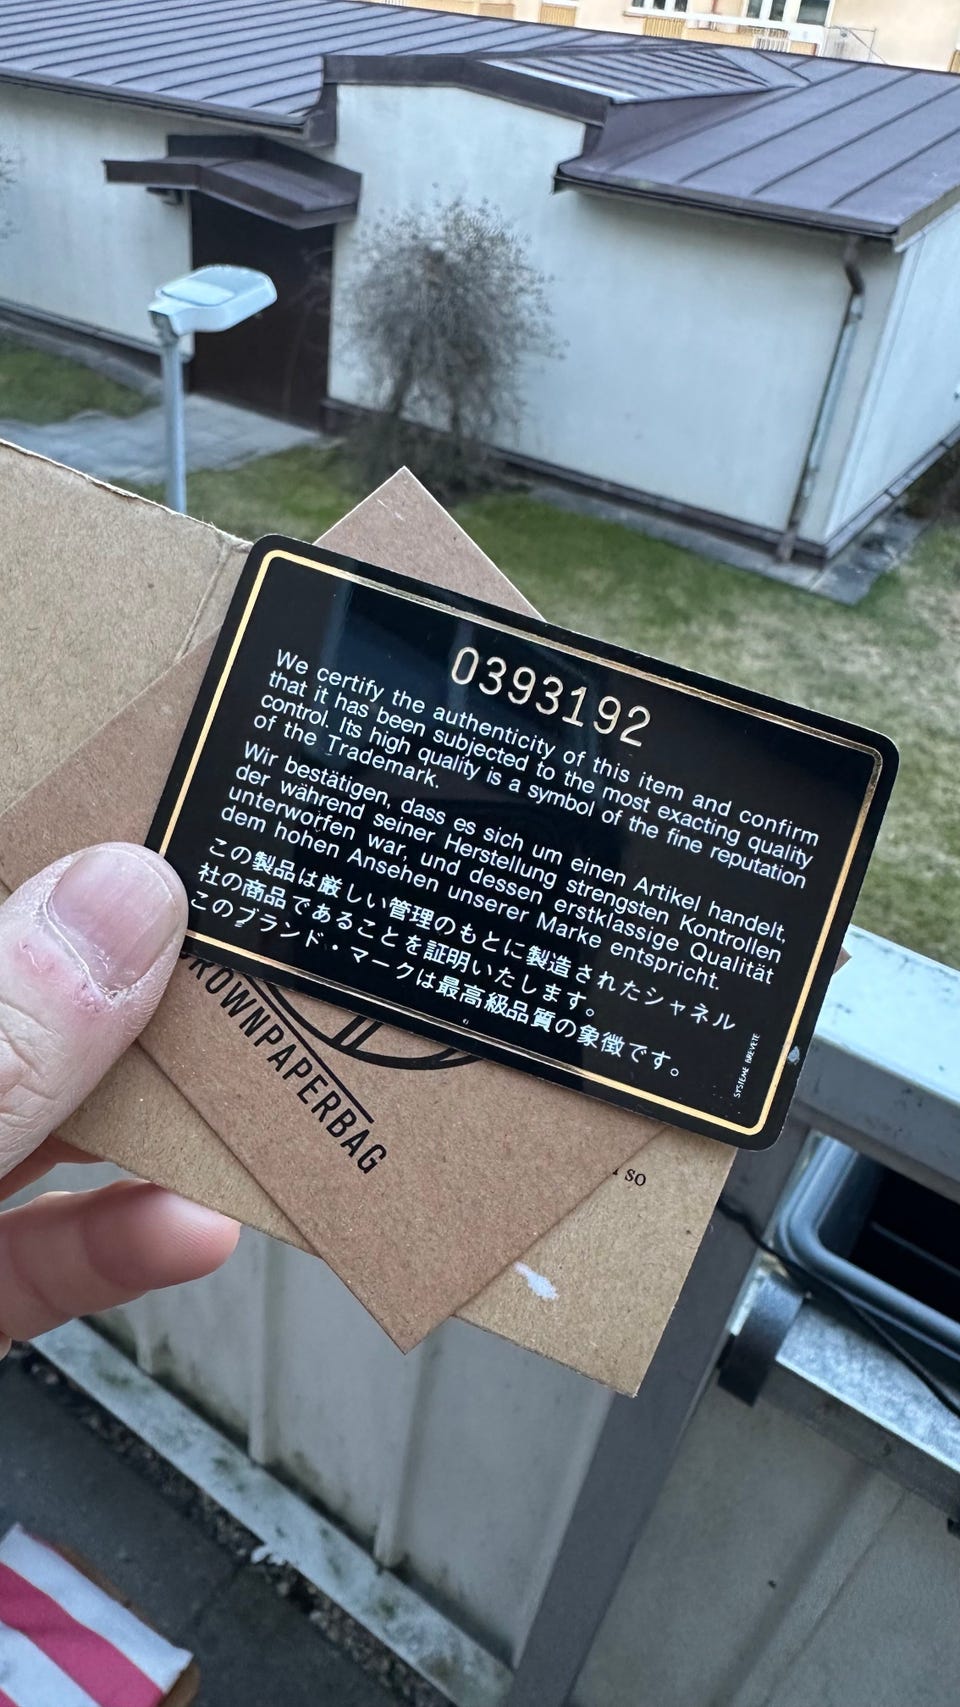 0393192
We certify the authenticity of this item and confirm
that it has been subjected to the most exacting quality
control. Its high quality is a symbol of the fine reputation
of the Trademark.
Wir bestätigen, dass es sich um einen Artikel handelt,
der während seiner Herstellung strengsten Kontrollen
unterworfen war, und dessen erstklassige Qualität
dem hohen Ansehen unserer Marke entspricht.
この製品は厳しい管理のもとに製造されたシャネル
社の商品であることを証明いたします。
このブランド・マークは最高級品質の象徴です。
SYSTEME BREVETE
ROWNPAPERBAG
so